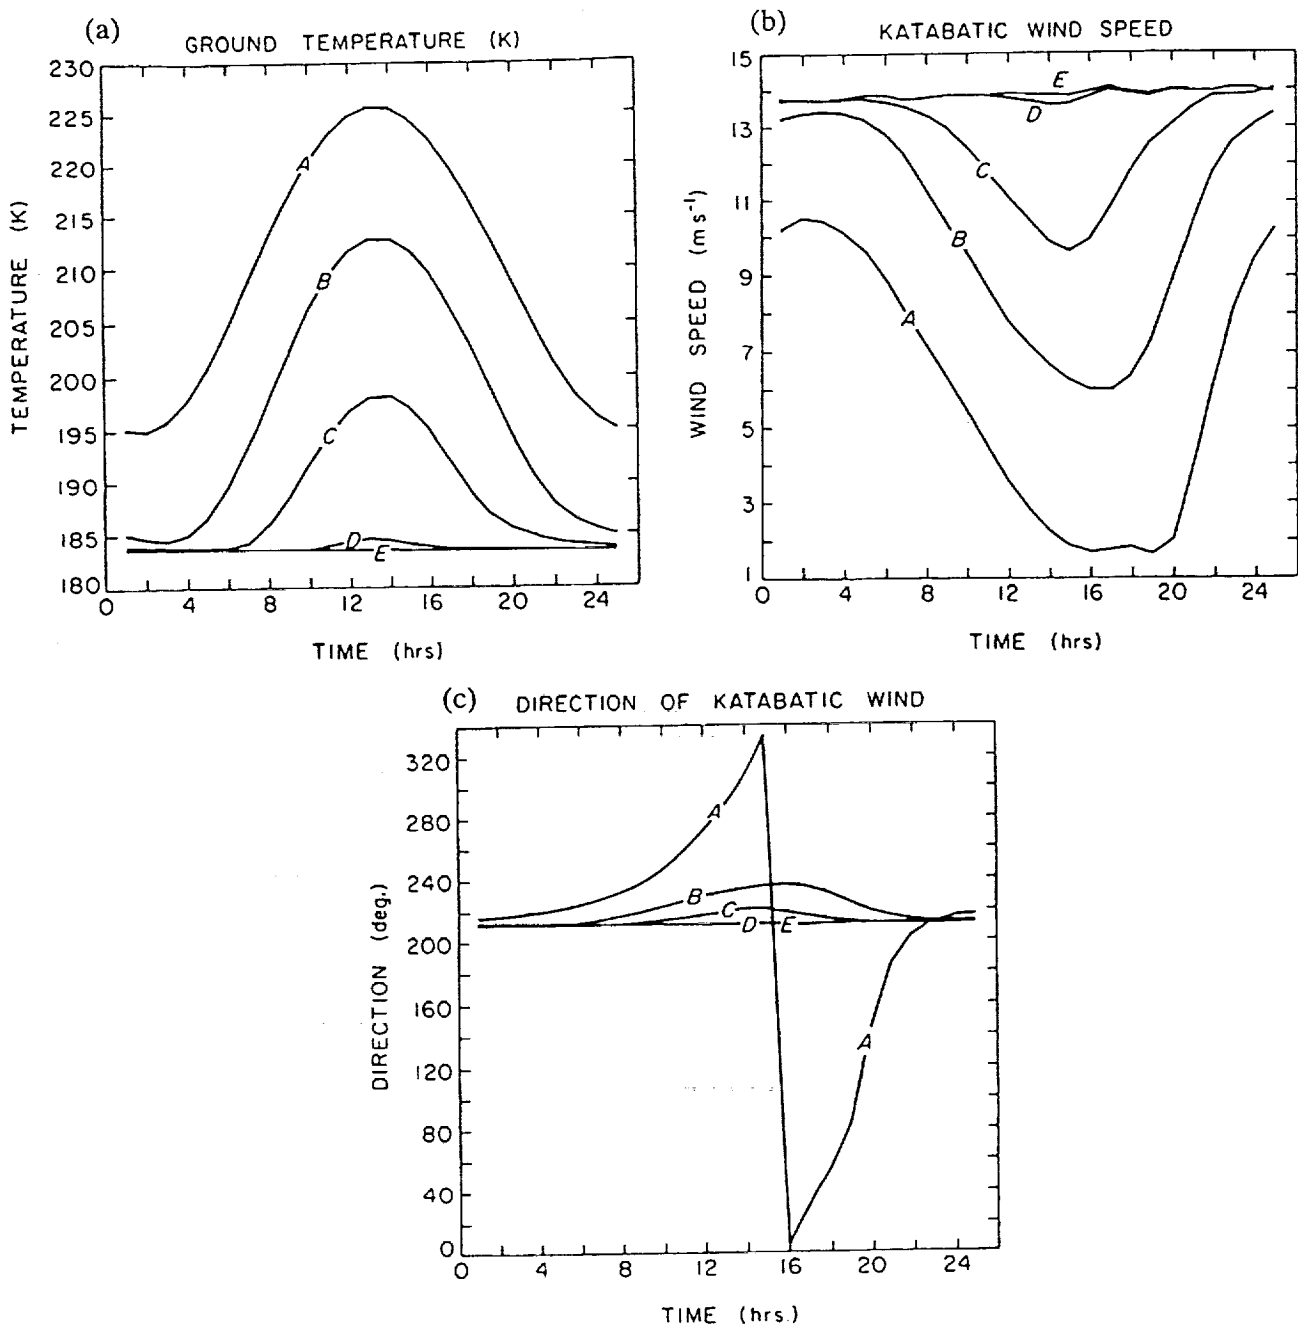 (a)
GROUND TEMPERATURE (K)
230
225
220
215
210
205
200
195
190
185
180
TEMPERATURE (K)
A
B
C
D
E
0 4 8 12 16 20 24
TIME (hrs)
(b)
KATABATIC WIND SPEED
15
13
11
9
7
5
3
1
WIND SPEED (ms⁻¹)
E
D
C
B
A
0 4 8 12 16 20 24
TIME (hrs)
(c) DIRECTION OF KATABATIC WIND
320
280
240
200
160
120
80
40
0
DIRECTION (deg.)
A
B
C
D E
A
0 4 8 12 16 20 24
TIME (hrs.)